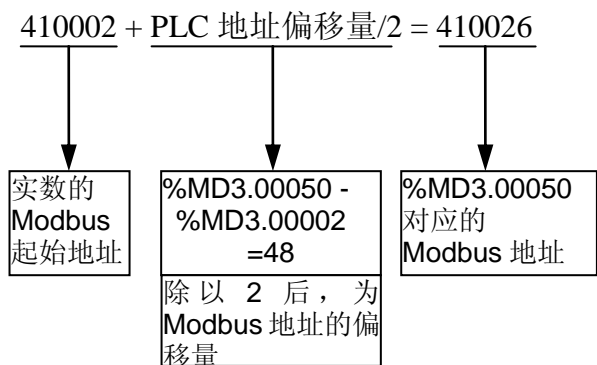 410002 + PLC 地址偏移量/2 = 410026
实数的
Modbus
起始地址
%MD3.00050 -
%MD3.00002
=48
除以 2 后，为
Modbus 地址的偏
移量
%MD3.00050
对应的
Modbus 地址